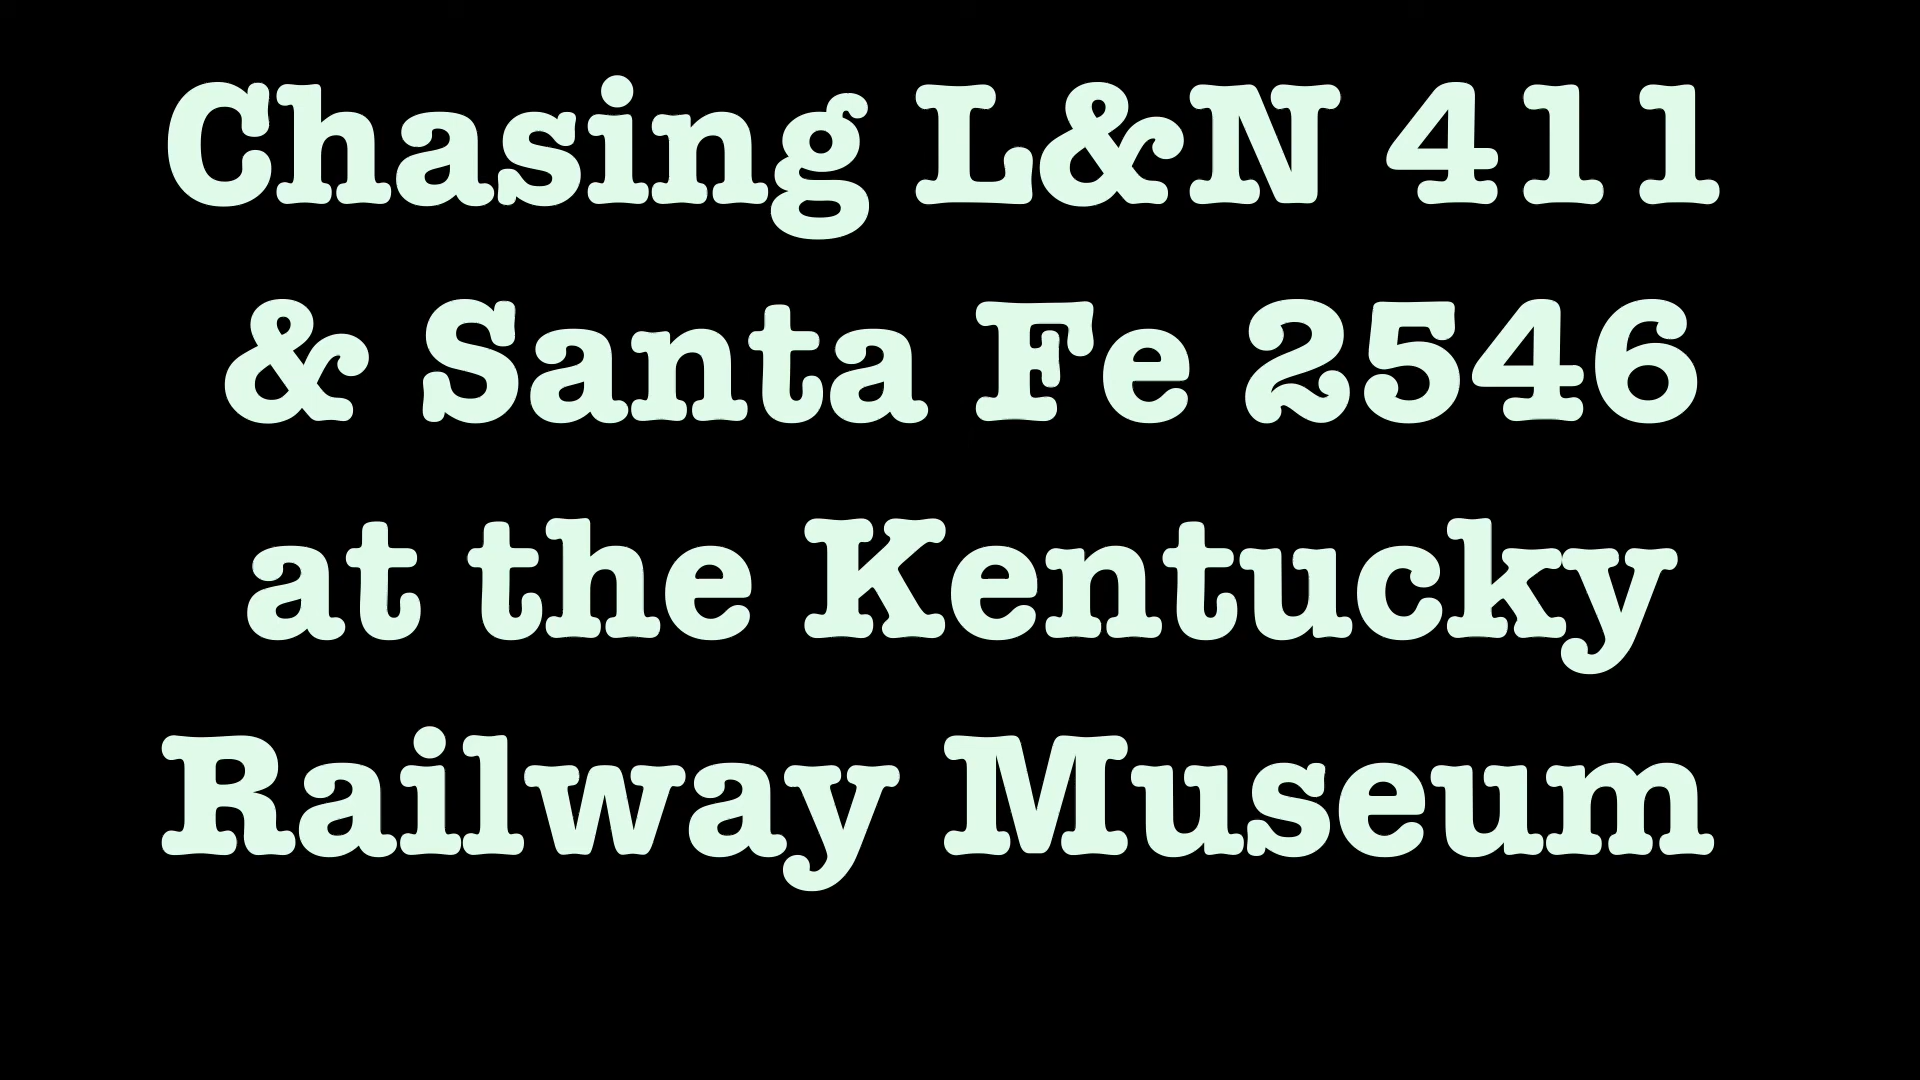 Chasing L&N 411
& Santa Fe 2546
at the Kentucky
Railway Museum